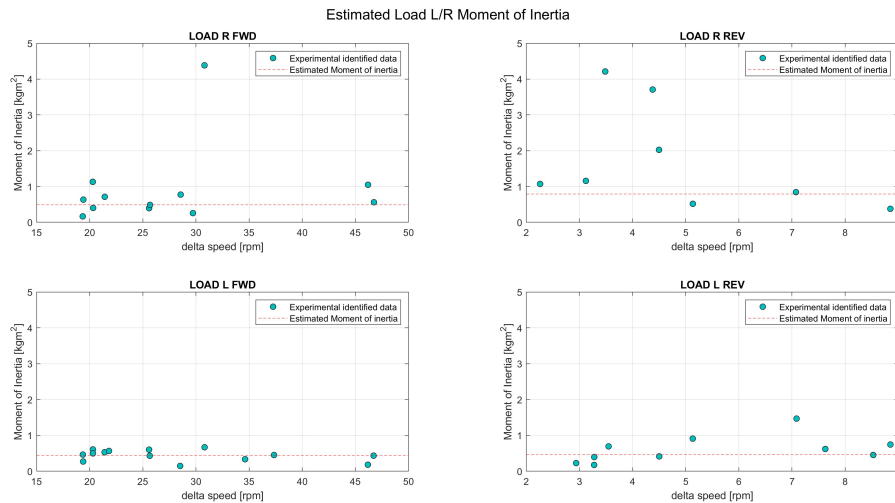 Estimated Load L/R Moment of Inertia
LOAD R FWD
Moment of Inertia [kgm²]
5
4
3
2
1
0
Experimental identified data
Estimated Moment of inertia
15 20 25 30 35 40 45 50
delta speed [rpm]
LOAD R REV
Moment of Inertia [kgm²]
5
4
3
2
1
0
Experimental identified data
Estimated Moment of inertia
2 3 4 5 6 7 8
delta speed [rpm]
LOAD L FWD
Moment of Inertia [kgm²]
5
4
3
2
1
0
Experimental identified data
Estimated Moment of inertia
15 20 25 30 35 40 45 50
delta speed [rpm]
LOAD L REV
Moment of Inertia [kgm²]
5
4
3
2
1
0
Experimental identified data
Estimated Moment of inertia
2 3 4 5 6 7 8
delta speed [rpm]